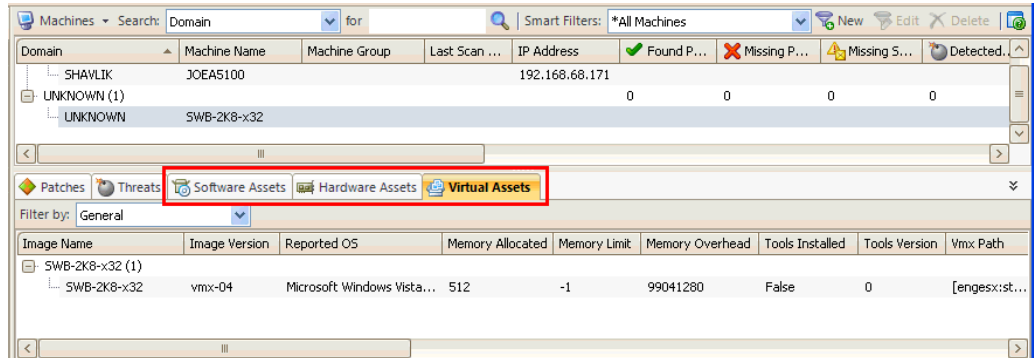 Machines Search: Domain for Smart Filters: *All Machines New Edit Delete
Domain Machine Name Machine Group Last Scan ... IP Address Found P... Missing P... Missing S... Detected...
SHAVLIK JOEA5100 192.168.68.171
UNKNOWN (1) 0 0 0 0
UNKNOWN SWB-2K8-x32
Patches Threats Software Assets Hardware Assets Virtual Assets
Filter by: General
Image Name Image Version Reported OS Memory Allocated Memory Limit Memory Overhead Tools Installed Tools Version Vmx Path
SWB-2K8-x32 (1)
SWB-2K8-x32 vmx-04 Microsoft Windows Vista... 512 -1 99041280 False 0 [engesx:st...